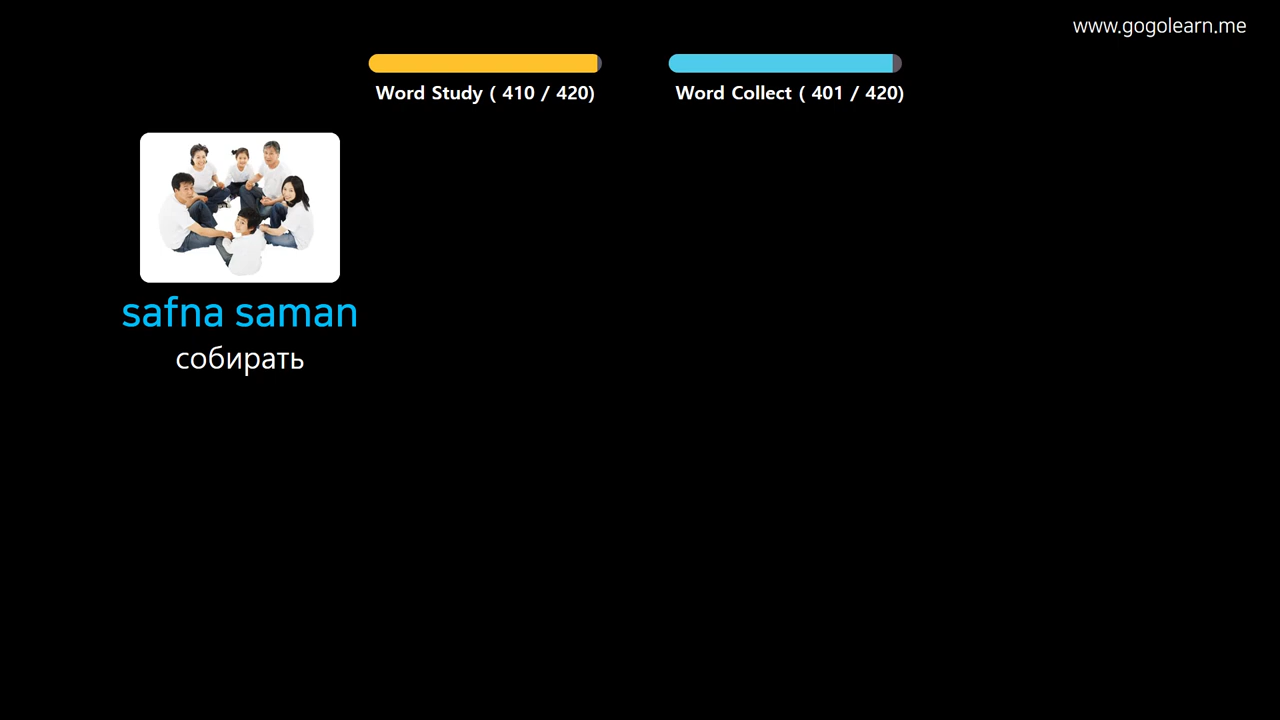 www.gogolearn.me
Word Study ( 410 / 420)
Word Collect ( 401 / 420)
safna saman
собирать